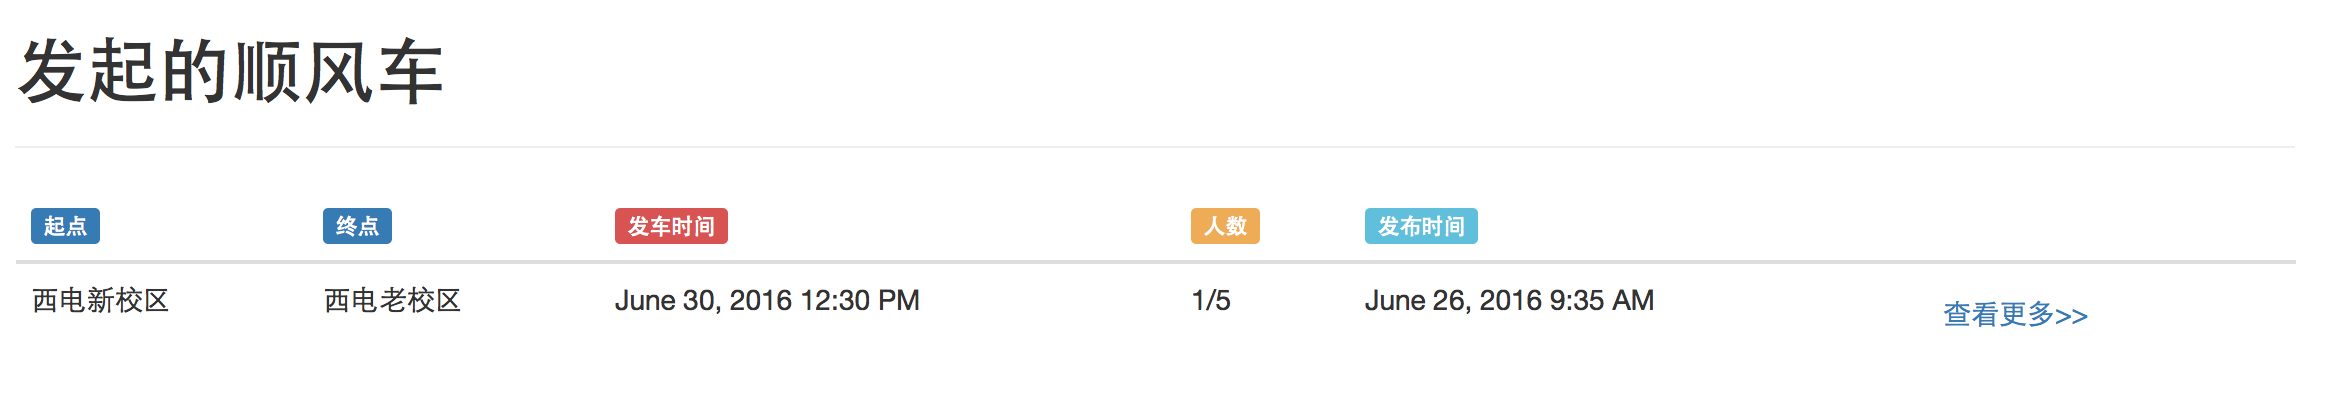 发起的顺风车
起点 终点 发车时间 人数 发布时间
西电新校区 西电老校区 June 30, 2016 12:30 PM 1/5 June 26, 2016 9:35 AM 查看更多>>